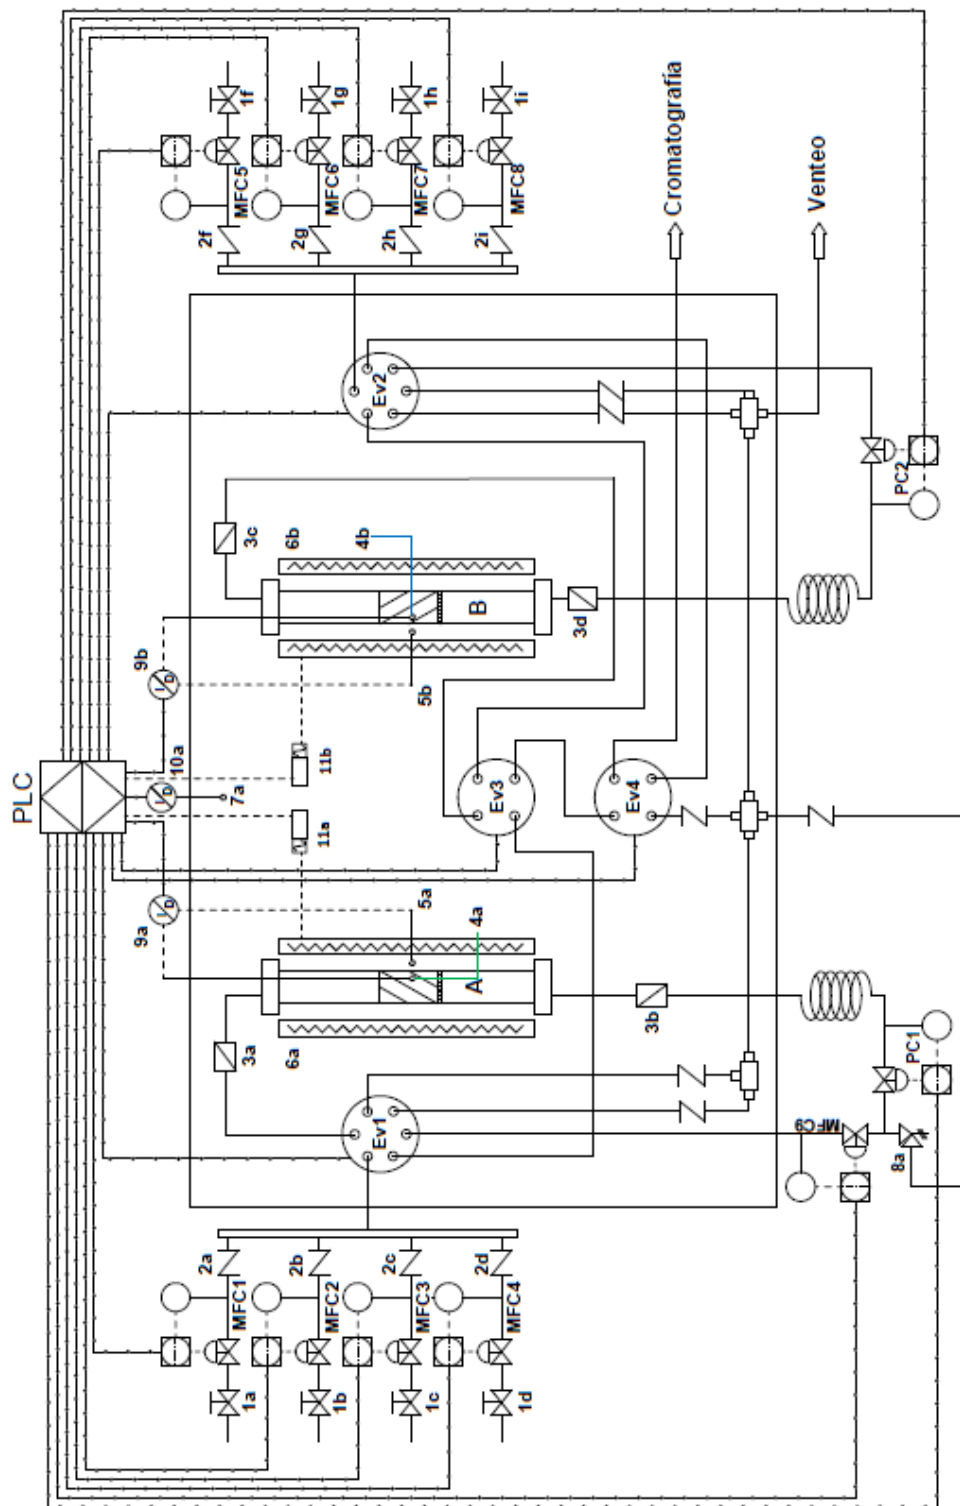 PLC
9a
I/D
I/D
10a
I/D
9b
2a
2f
1a
MFC1
3a
7a
3c
MFC5
1f
2b
6a
6b
2g
1b
MFC2
11a
11b
MFC6
1g
4b
2c
Ev1
Ev2
2h
1c
MFC3
5a
5b
MFC7
1h
A
4a
B
2d
2i
1d
MFC4
Ev3
MFC8
1i
3d
Ev4
3b
Cromatografía
Venteo
MFC9
8a
PC1
PC2